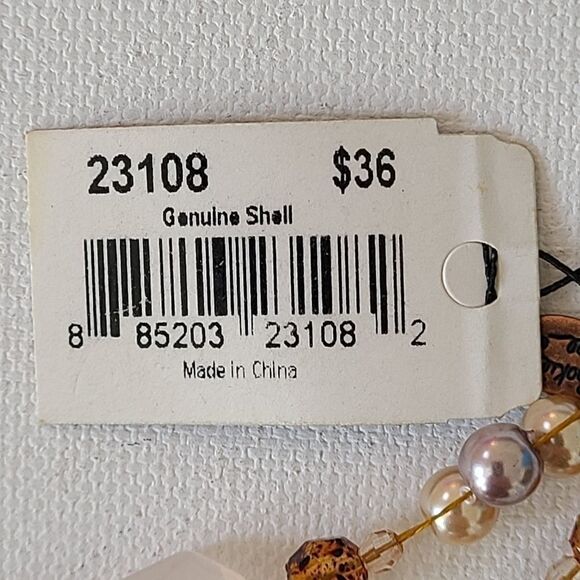 23108 $36
Genuine Shell
8 85203 23108 2
Made in China